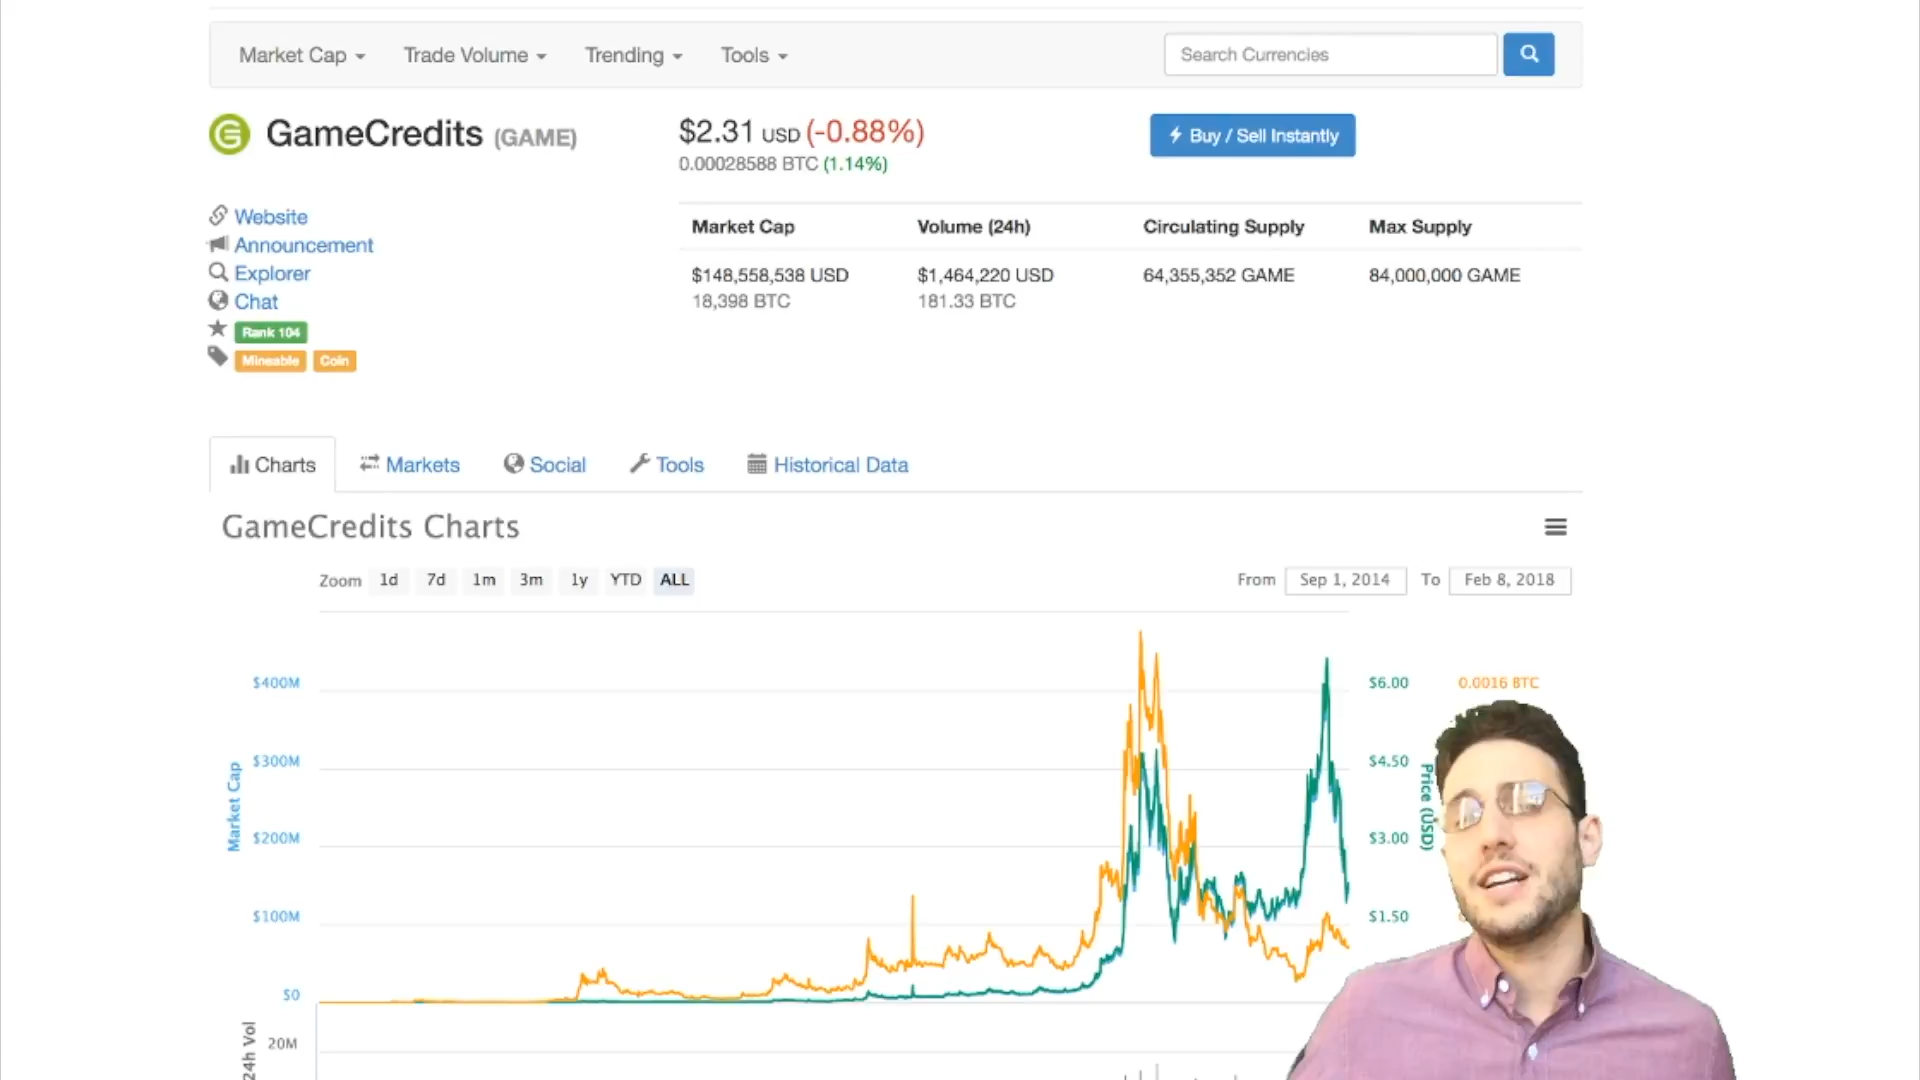 Market Cap Trade Volume Trending Tools Search Currencies
GameCredits (GAME)
$2.31 USD (-0.88%)
0.00028588 BTC (1.14%)
Buy / Sell Instantly
Website
Announcement
Explorer
Chat
Rank 104
Mineable Coin
Market Cap Volume (24h) Circulating Supply Max Supply
$148,558,538 USD $1,464,220 USD 64,355,352 GAME 84,000,000 GAME
18,398 BTC 181.33 BTC
Charts Markets Social Tools Historical Data
GameCredits Charts
Zoom 1d 7d 1m 3m 1y YTD ALL From Sep 1, 2014 To Feb 8, 2018
$400M $6.00 0.0016 BTC
$300M $4.50
$200M $3.00
$100M $1.50
$0
Market Cap
Price (USD)
24h Vol
20M